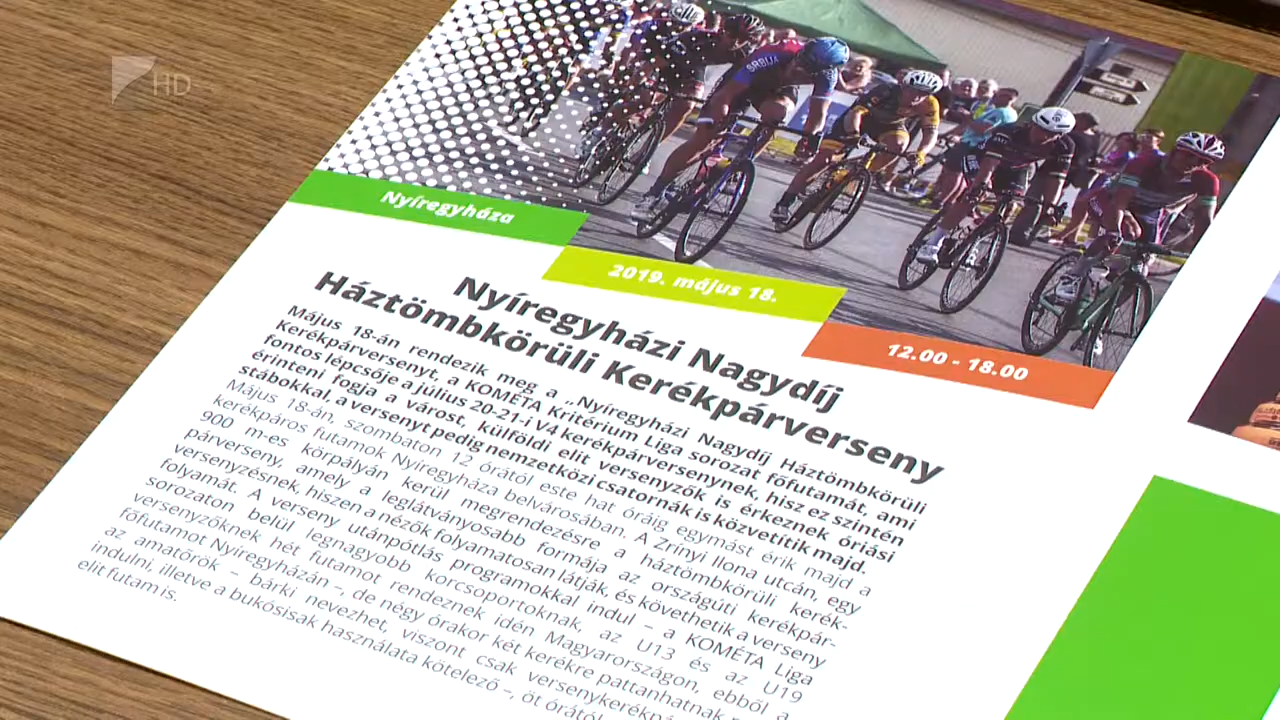 HD
SRBIJA
Nyíregyháza
2019. május 18.
12.00 - 18.00
Nyíregyházi Nagydíj
Háztömbkörüli Kerékpárverseny
Május 18-án rendezik meg a „Nyíregyházi Nagydíj Háztömbkörüli
Kerékpárversenyt, a KOMÉTA Kritérium Liga sorozat főfutamát, ami
fontos lépcsője a július 20-21-i V4 kerékpárversenynek, hisz ez szintén
érinteni fogja a várost, külföldi elit versenyzők is érkeznek óriási
stábokkal, a versenyt pedig nemzetközi csatornák is közvetítik majd.
Május 18-án, szombaton 12 órától este hat óráig egymást érik majd a
kerékpáros futamok Nyíregyháza belvárosában. A Zrínyi Ilona utcán, egy
900 m-es körpályán kerül megrendezésre a háztömbkörüli kerék-
párverseny, amely a leglátványosabb formája az országúti kerékpár-
versenyzésnek, hiszen a nézők folyamatosan látják, és követhetik a verseny
folyamát. A verseny utánpótlás programokkal indul – a KOMÉTA Liga
sorozaton belül legnagyobb korcsoportoknak, az U13 és az U19
versenyzőknek hét futamot rendeznek idén Magyarországon, ebből a
főfutamot Nyíregyházán –, de négy órakor két kerékre pattanhatnak
az amatőrök – bárki nevezhet, viszont csak versenykerékpá
indulni, illetve a bukósisak használata kötelező –, öt órától
elit futam is.